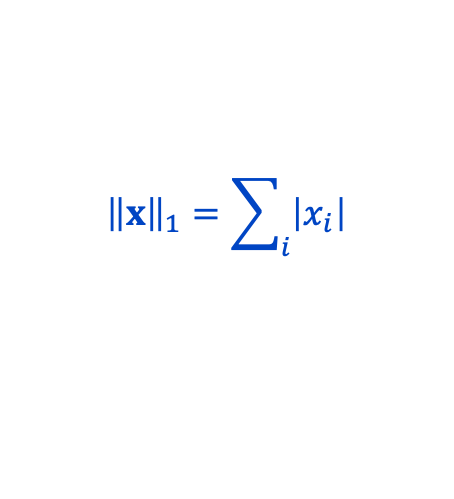 ‖𝐱‖₁ = ∑ᵢ|𝑥ᵢ|